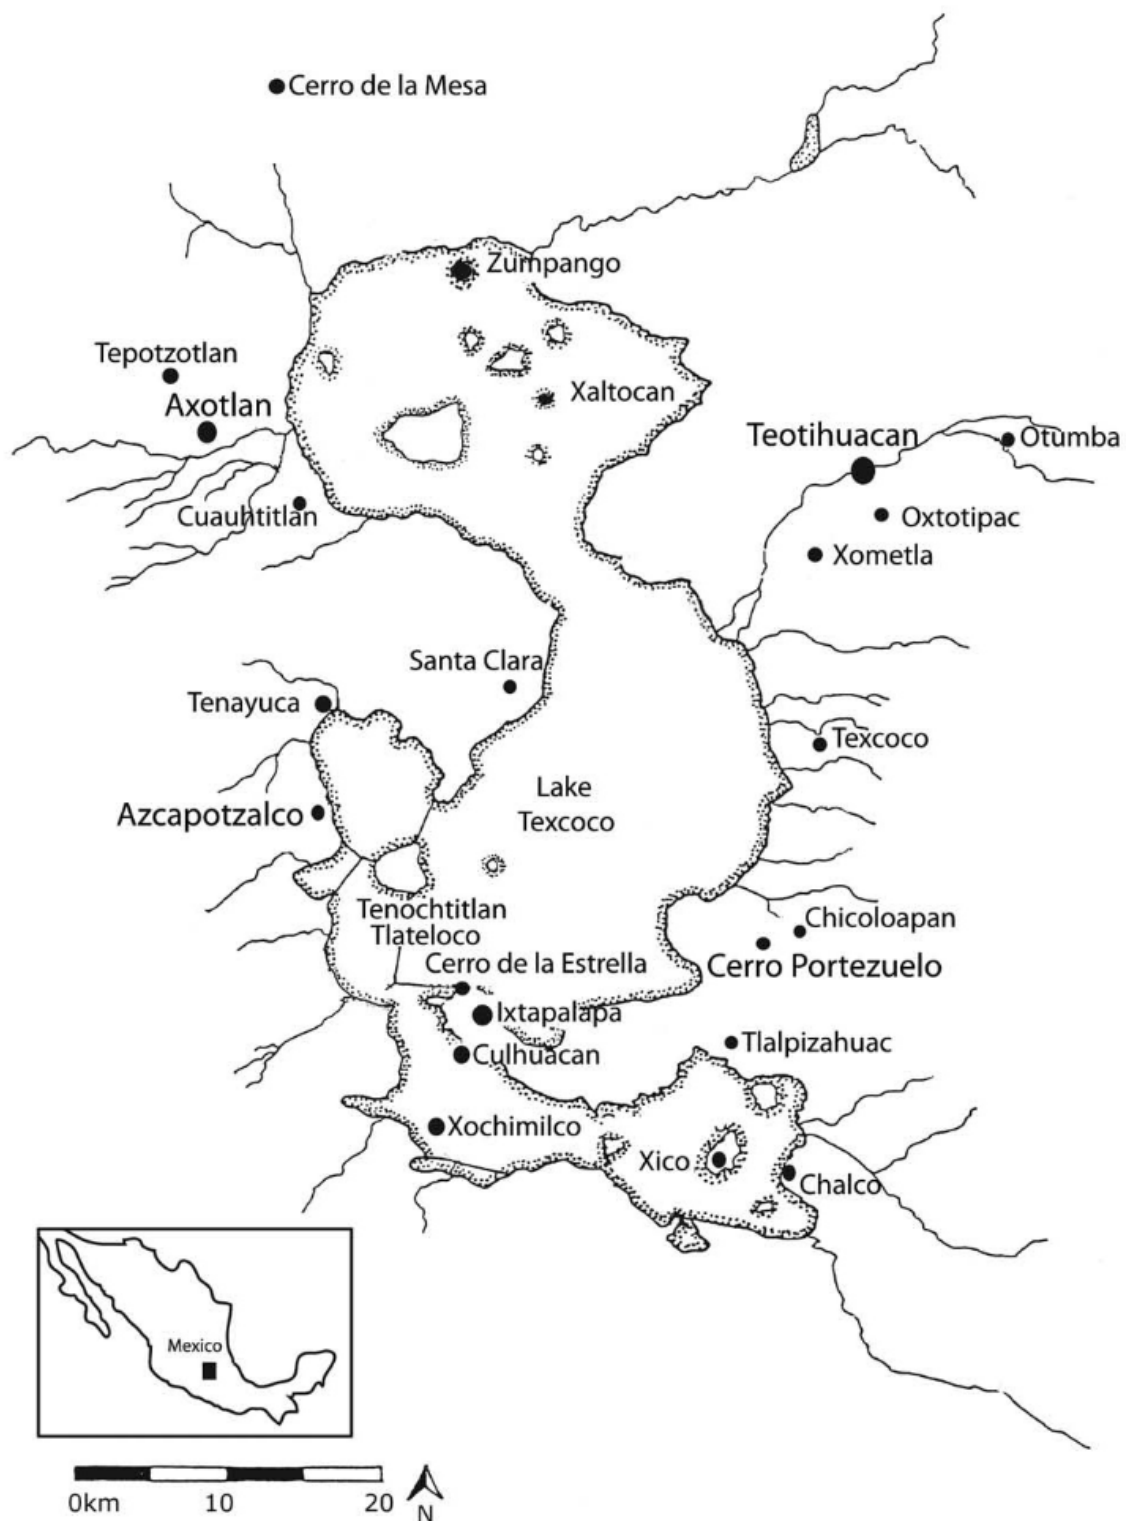 Cerro de la Mesa
Zumpango
Tepotzotlan
Xaltocan
Axotlan
Teotihuacan
Otumba
Cuauhtitlan
Oxtotipac
Xometla
Santa Clara
Tenayuca
Texcoco
Lake
Texcoco
Azcapotzalco
Tenochtitlan
Tlateloco
Chicoloapan
Cerro de la Estrella
Cerro Portezuelo
Ixtapalapa
Tlalpizahuac
Culhuacan
Xochimilco
Xico
Chalco
Mexico
0km 10 20
N